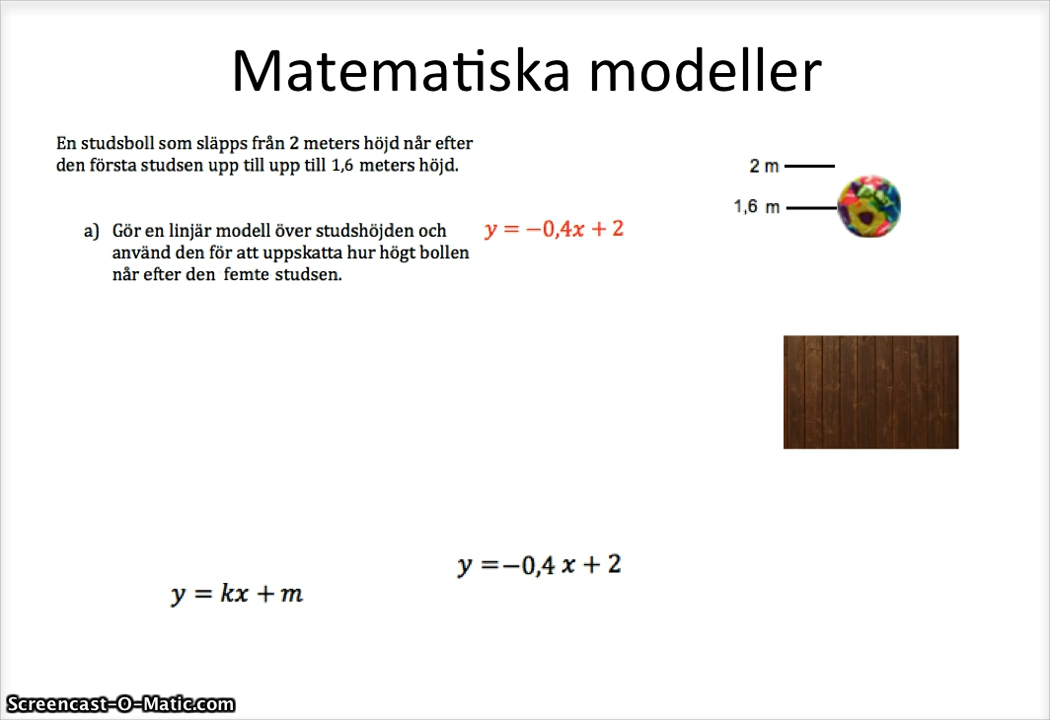 Matematiska modeller
En studsboll som släpps från 2 meters höjd når efter
den första studsen upp till upp till 1,6 meters höjd.
2 m
1,6 m
a) Gör en linjär modell över studshöjden och
använd den för att uppskatta hur högt bollen
når efter den femte studsen.
y = −0,4x + 2
y =−0,4 x + 2
y = kx + m
Screencast-O-Matic.com